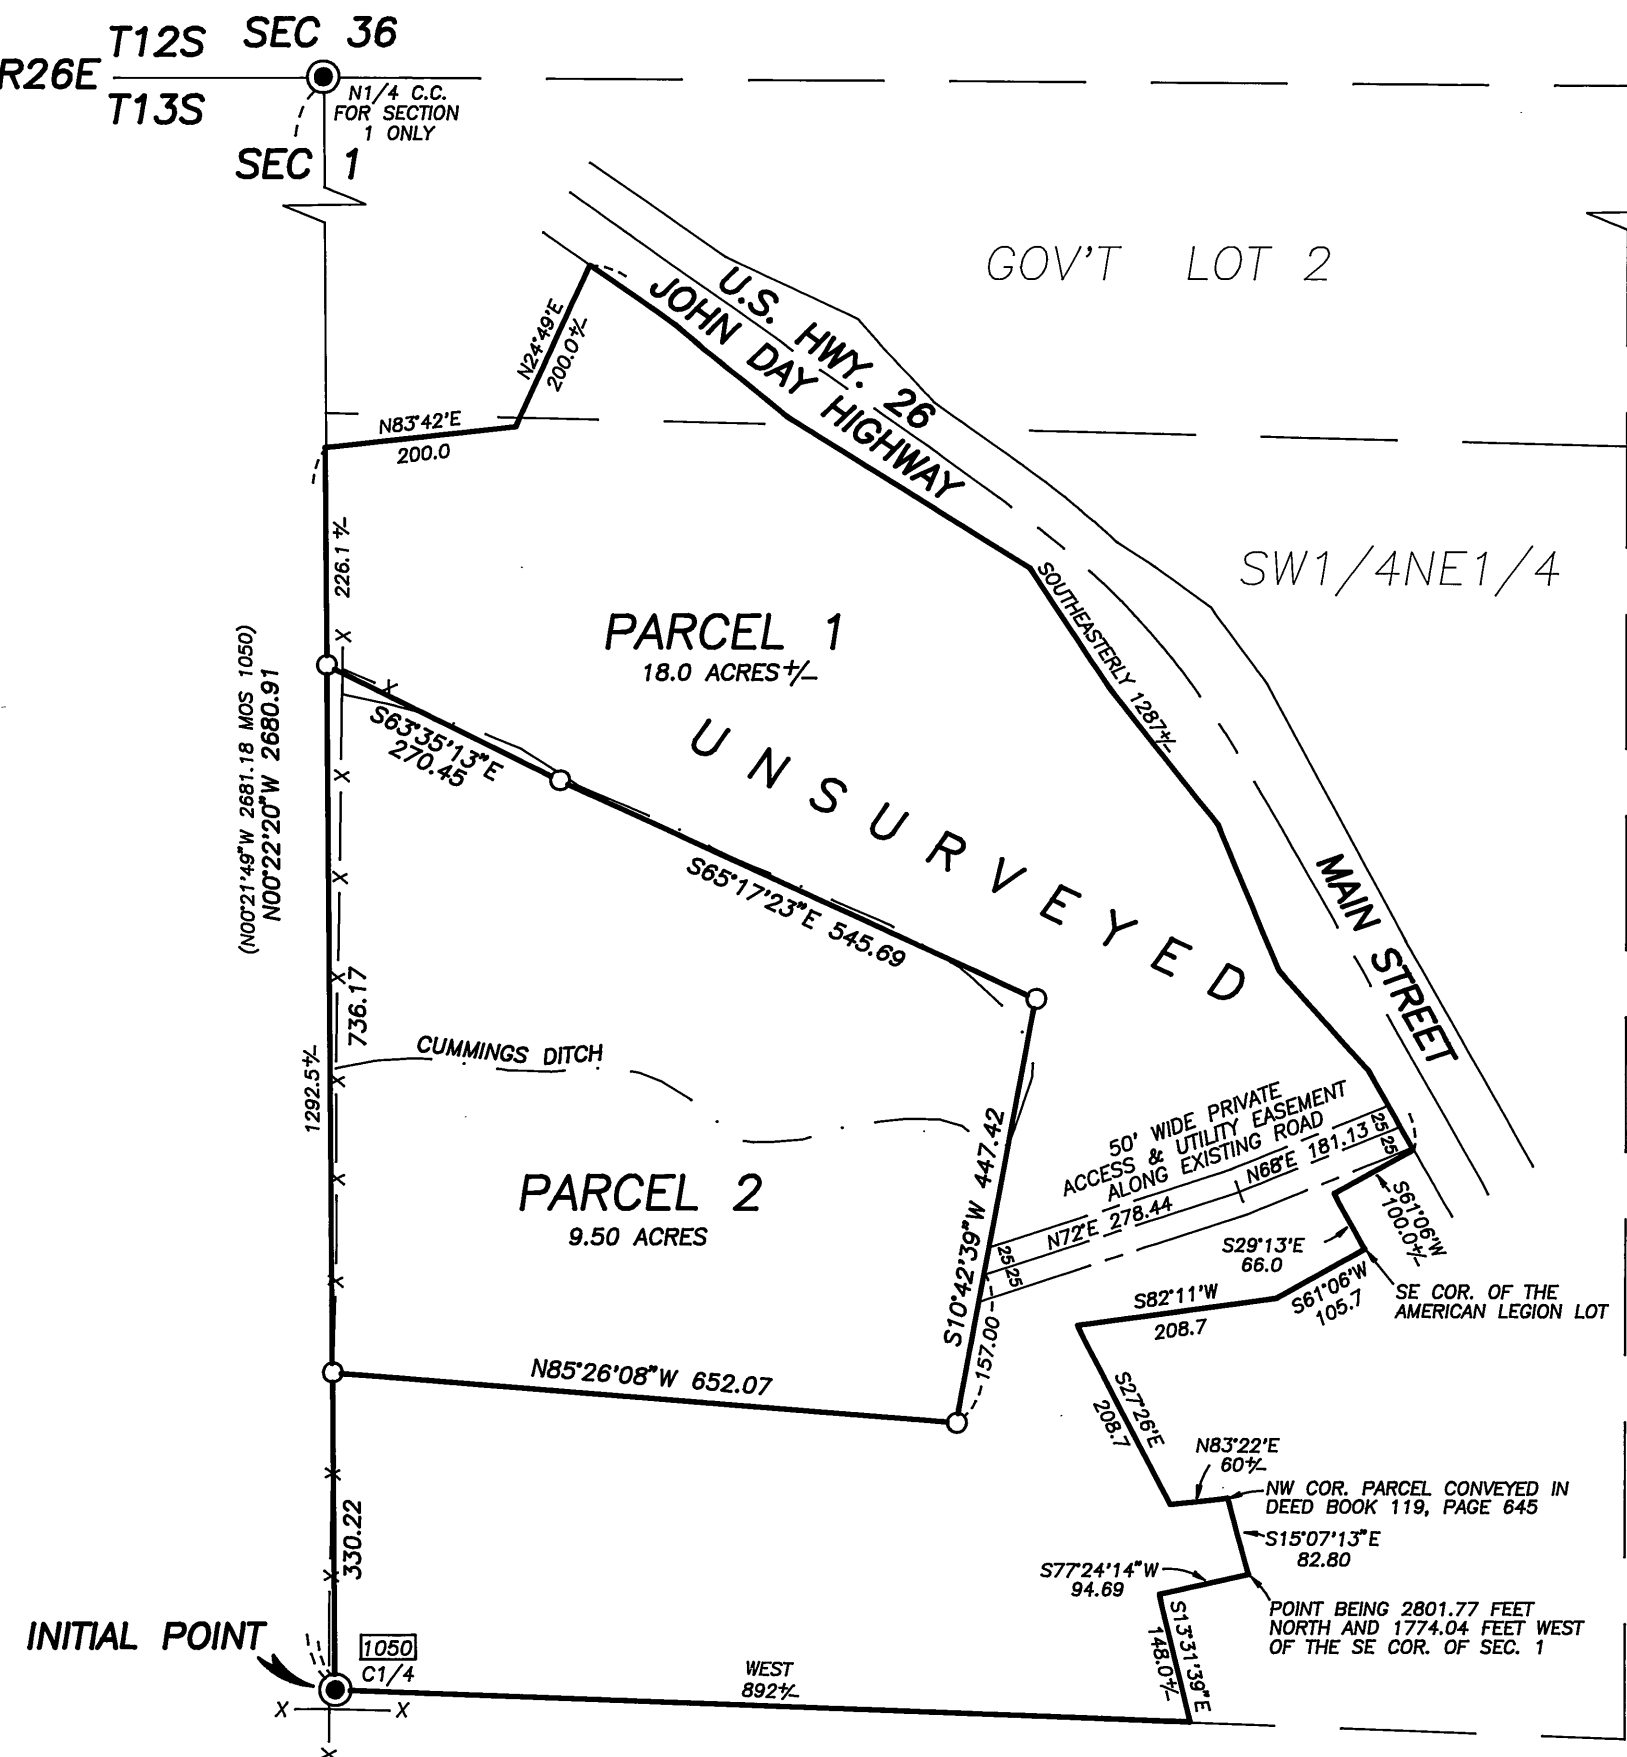 T12S SEC 36
R26E
T13S
N1/4 C.C.
FOR SECTION
1 ONLY
SEC 1
GOV'T LOT 2
U.S. HWY. 26
JOHN DAY HIGHWAY
N24°49'E
200.0+/-
N83°42'E
200.0
SW1/4NE1/4
226.1 +/-
SOUTHEASTERLY 1287+/-
PARCEL 1
18.0 ACRES+/-
(N00°21'49"W 2681.18 MOS 1050)
N00°22'20"W 2680.91
S63°35'13"E
270.45
UNSURVEYED
S65°17'23"E 545.69
MAIN STREET
736.17
1292.5+/-
CUMMINGS DITCH
50' WIDE PRIVATE
ACCESS & UTILITY EASEMENT
ALONG EXISTING ROAD
N68°E 181.13
25 25
N72°E 278.44
25 25
PARCEL 2
9.50 ACRES
S10°42'39"W 447.42
157.00
S61°06'W
100.0+/-
S29°13'E
66.0
SE COR. OF THE
AMERICAN LEGION LOT
S61°06'W
105.7
S82°11'W
208.7
N85°26'08"W 652.07
S27°26'E
208.7
N83°22'E
60+/-
NW COR. PARCEL CONVEYED IN
DEED BOOK 119, PAGE 645
S15°07'13"E
82.80
330.22
S77°24'14"W
94.69
POINT BEING 2801.77 FEET
NORTH AND 1774.04 FEET WEST
OF THE SE COR. OF SEC. 1
S13°31'39"E
148.0+/-
INITIAL POINT
1050
C1/4
WEST
892+/-
X X
X